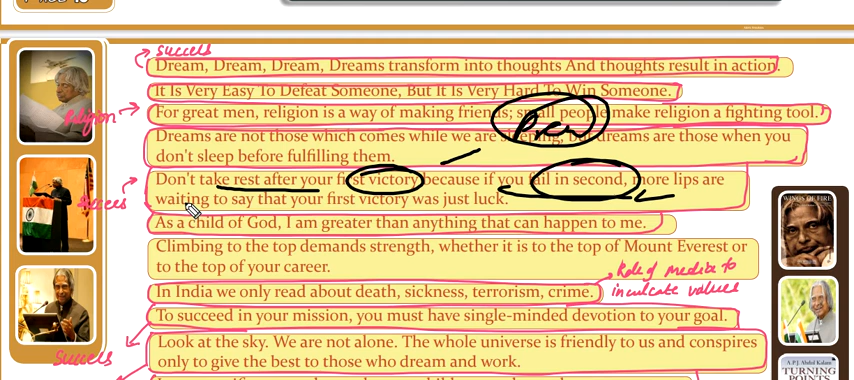 Success
Dream, Dream, Dream, Dreams transform into thoughts And thoughts result in action.
It Is Very Easy To Defeat Someone, But It Is Very Hard To Win Someone.
Religion
For great men, religion is a way of making friends; small people make religion a fighting tool.
Dreams are not those which comes while we are sleeping, but dreams are those when you
don't sleep before fulfilling them.
Don't take rest after your first victory because if you fail in second, more lips are
waiting to say that your first victory was just luck.
As a child of God, I am greater than anything that can happen to me.
Climbing to the top demands strength, whether it is to the top of Mount Everest or
to the top of your career.
Role of media to
inculcate values
In India we only read about death, sickness, terrorism, crime.
To succeed in your mission, you must have single-minded devotion to your goal.
Success
Look at the sky. We are not alone. The whole universe is friendly to us and conspires
only to give the best to those who dream and work.
WINGS OF FIRE
A.P.J. Abdul Kalam
TURNING
POINTS